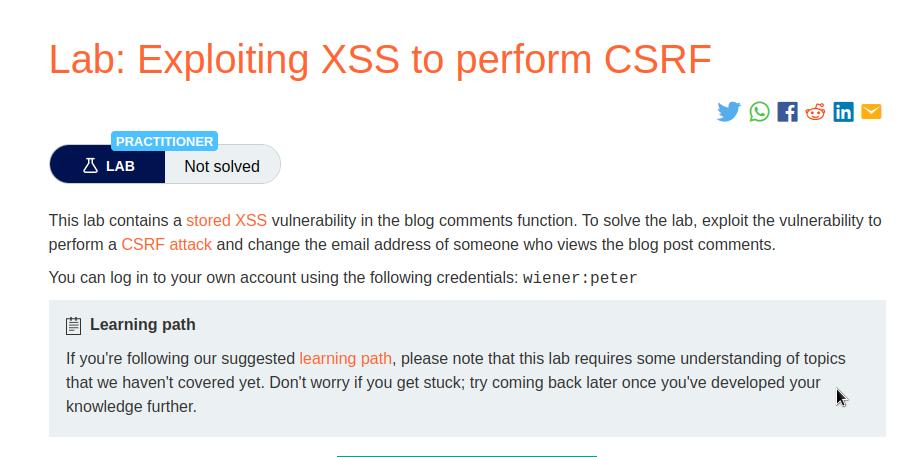 Lab: Exploiting XSS to perform CSRF
PRACTITIONER
LAB Not solved
This lab contains a stored XSS vulnerability in the blog comments function. To solve the lab, exploit the vulnerability to
perform a CSRF attack and change the email address of someone who views the blog post comments.
You can log in to your own account using the following credentials: wiener:peter
Learning path
If you're following our suggested learning path, please note that this lab requires some understanding of topics
that we haven't covered yet. Don't worry if you get stuck; try coming back later once you've developed your
knowledge further.